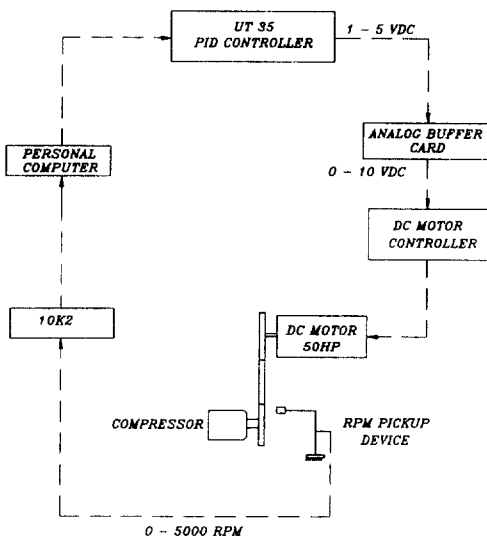 UT 35
PID CONTROLLER
1 - 5 VDC
ANALOG BUFFER
CARD
0 - 10 VDC
PERSONAL
COMPUTER
DC MOTOR
CONTROLLER
10K2
DC MOTOR
50HP
COMPRESSOR
RPM PICKUP
DEVICE
0 - 5000 RPM